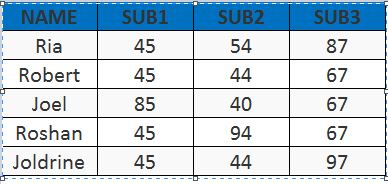 NAME SUB1 SUB2 SUB3
Ria 45 54 87
Robert 45 44 67
Joel 85 40 67
Roshan 45 94 67
Joldrine 45 44 97